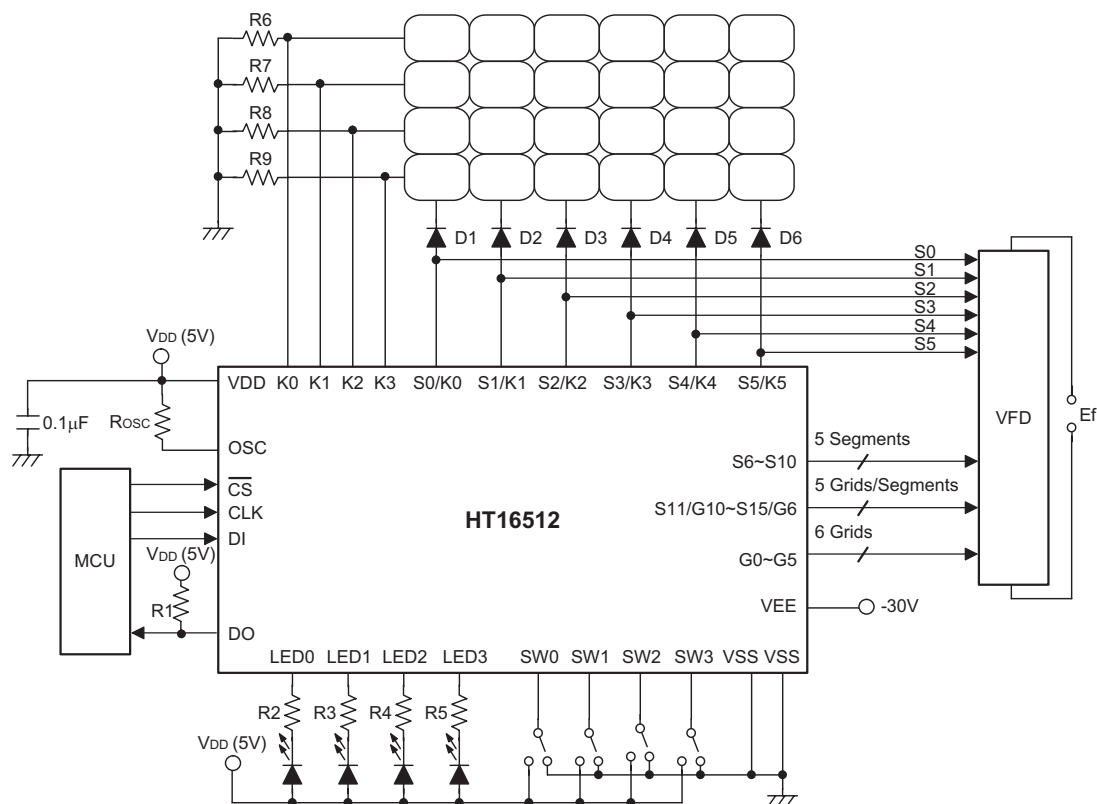 R6
R7
R8
R9
D1 D2 D3 D4 D5 D6
S0
S1
S2
S3
S4
S5
VDD (5V)
VDD K0 K1 K2 K3 S0/K0 S1/K1 S2/K2 S3/K3 S4/K4 S5/K5
0.1μF
ROSC
OSC
VFD
Ef
5 Segments
S6~S10
CS
5 Grids/Segments
CLK
HT16512
S11/G10~S15/G6
MCU
DI
6 Grids
VDD (5V)
G0~G5
R1
VEE
-30V
DO
LED0 LED1 LED2 LED3 SW0 SW1 SW2 SW3 VSS VSS
R2 R3 R4 R5
VDD (5V)